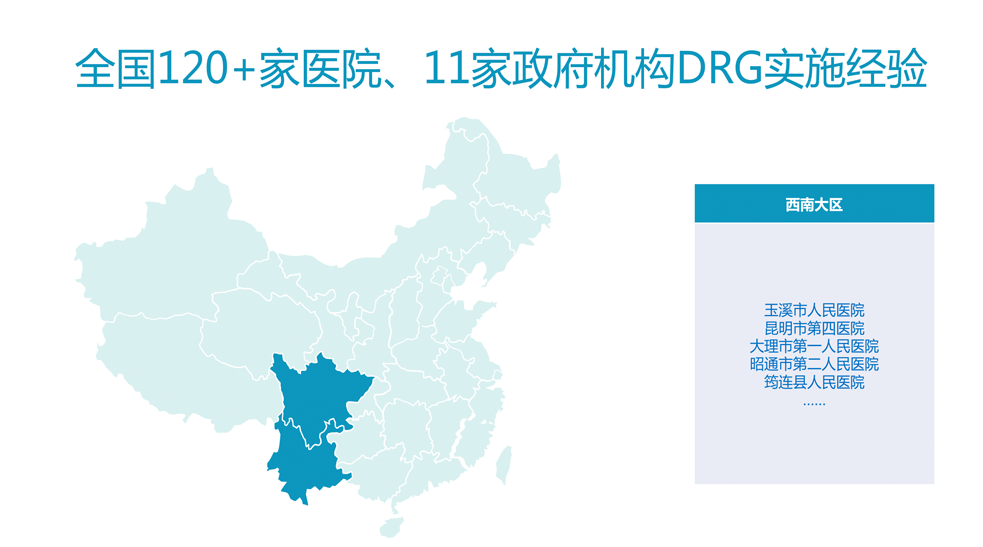 全国120+家医院、11家政府机构DRG实施经验
西南大区
玉溪市人民医院
昆明市第四医院
大理市第一人民医院
昭通市第二人民医院
筠连县人民医院
......